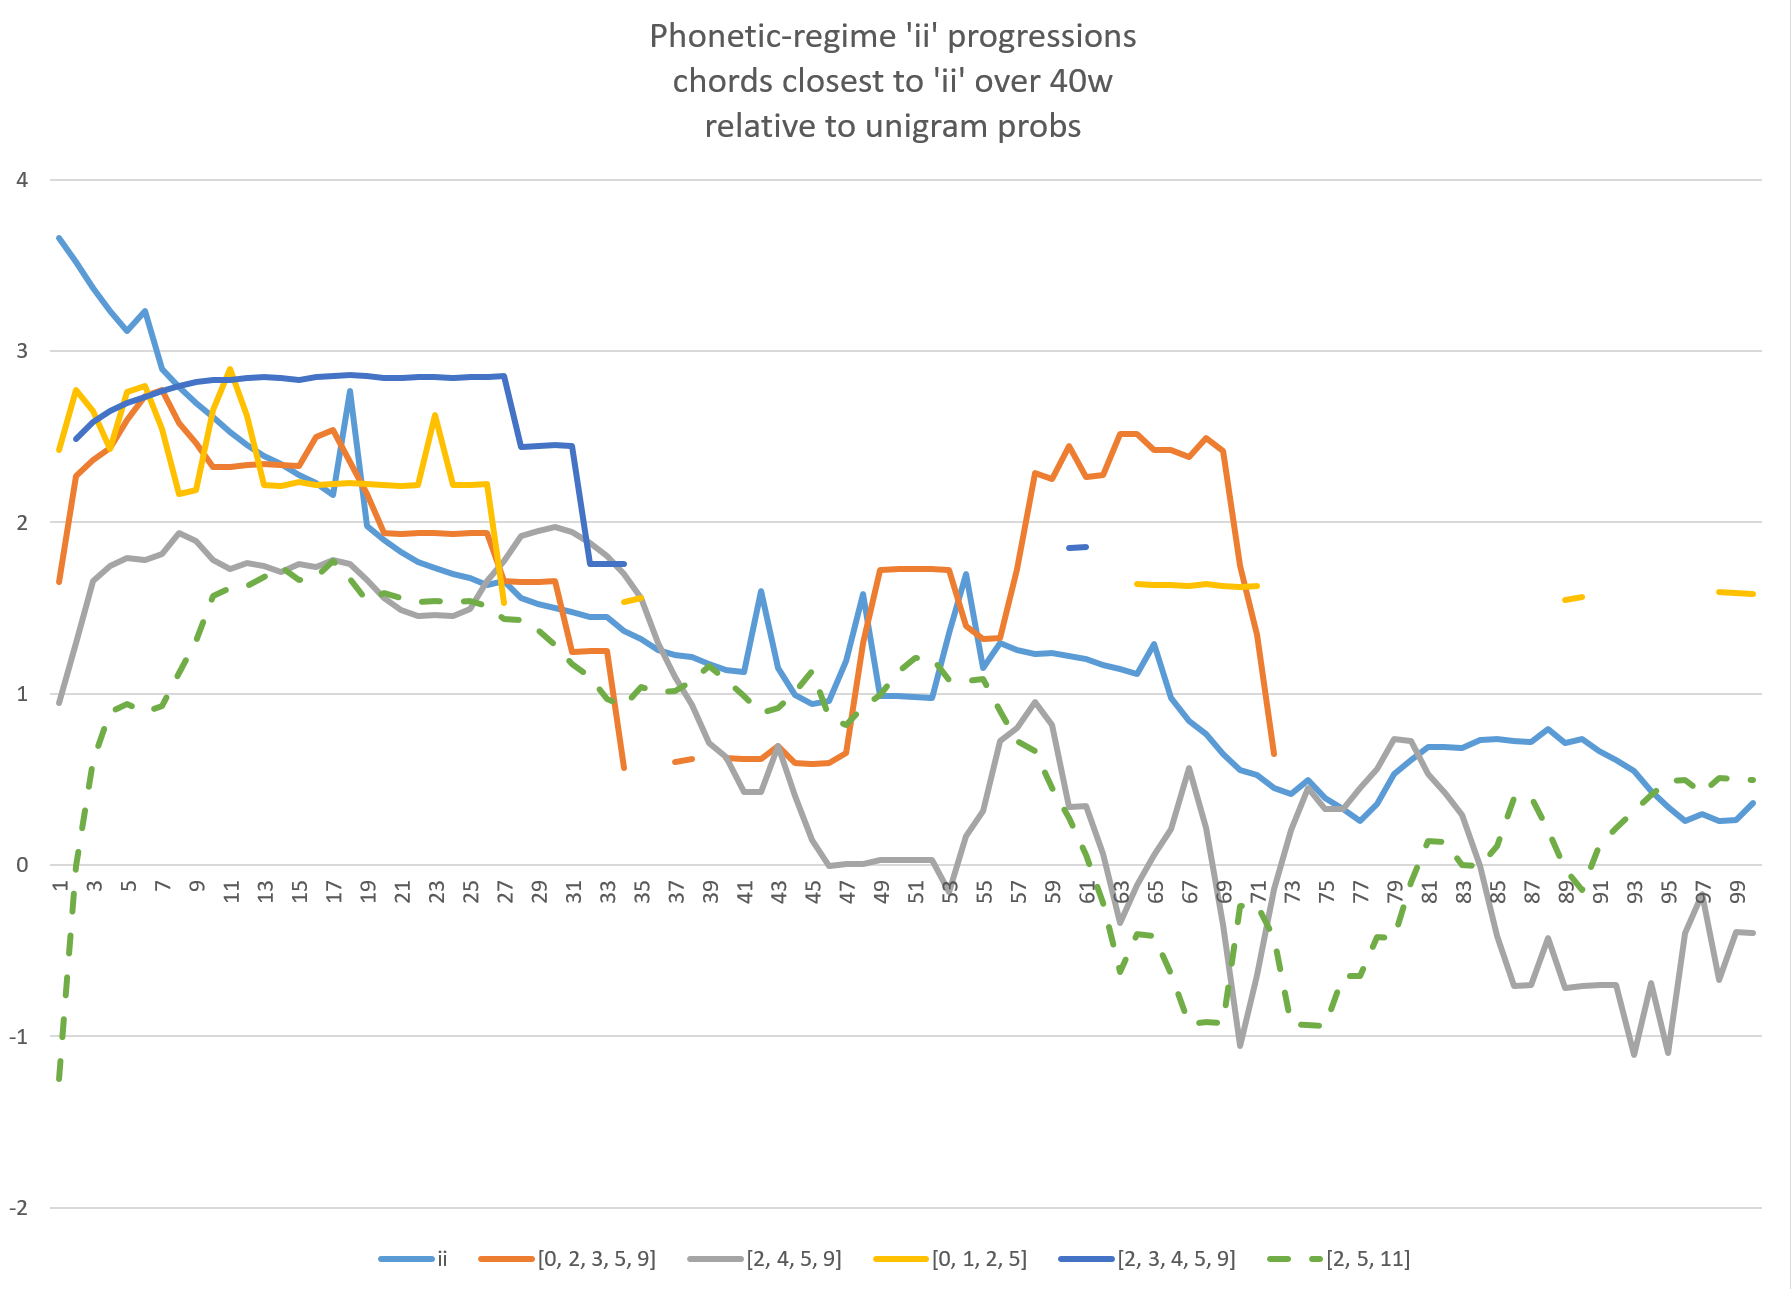 Phonetic-regime 'ii' progressions
chords closest to 'ii' over 40w
relative to unigram probs
4
3
2
1
0
-1
-2
1 3 5 7 9 11 13 15 17 19 21 23 25 27 29 31 33 35 37 39 41 43 45 47 49 51 53 55 57 59 61 63 65 67 69 71 73 75 77 79 81 83 85 87 89 91 93 95 97 99
ii [0, 2, 3, 5, 9] [2, 4, 5, 9] [0, 1, 2, 5] [2, 3, 4, 5, 9] [2, 5, 11]